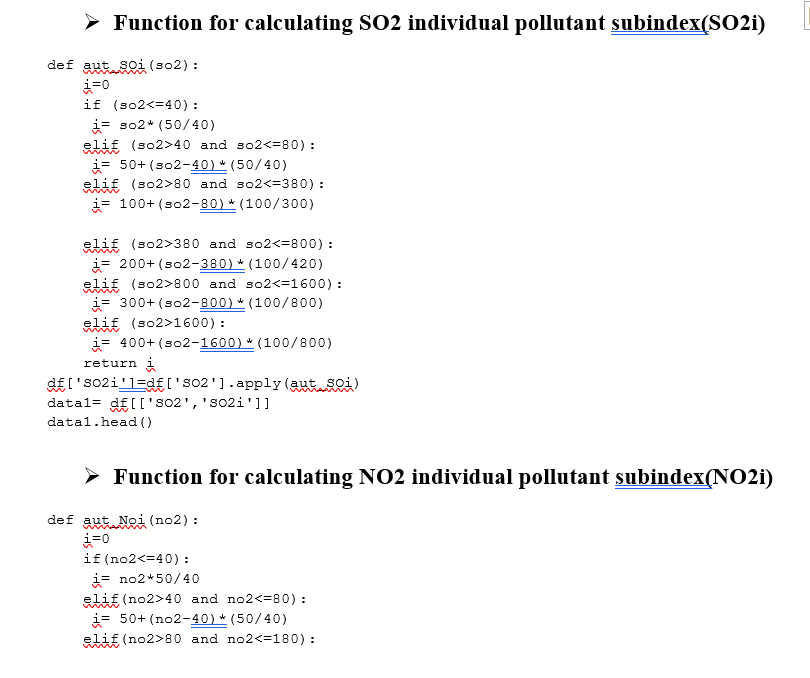 ➢ Function for calculating SO2 individual pollutant subindex(SO2i)
def aut_SOi(so2):
i=0
if (so2<=40):
i= so2*(50/40)
elif (so2>40 and so2<=80):
i= 50+(so2-40)*(50/40)
elif (so2>80 and so2<=380):
i= 100+(so2-80)*(100/300)
elif (so2>380 and so2<=800):
i= 200+(so2-380)*(100/420)
elif (so2>800 and so2<=1600):
i= 300+(so2-800)*(100/800)
elif (so2>1600):
i= 400+(so2-1600)*(100/800)
return i
df['SO2i']=df['SO2'].apply(aut_SOi)
data1= df[['SO2','SO2i']]
data1.head()
➢ Function for calculating NO2 individual pollutant subindex(NO2i)
def aut_Noi(no2):
i=0
if(no2<=40):
i= no2*50/40
elif(no2>40 and no2<=80):
i= 50+(no2-40)*(50/40)
elif(no2>80 and no2<=180):